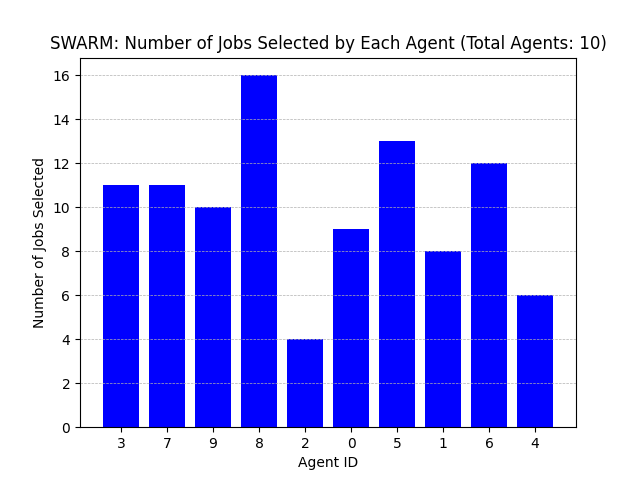 SWARM: Number of Jobs Selected by Each Agent (Total Agents: 10)
16
14
12
10
8
6
4
2
0
Number of Jobs Selected
3 7 9 8 2 0 5 1 6 4
Agent ID